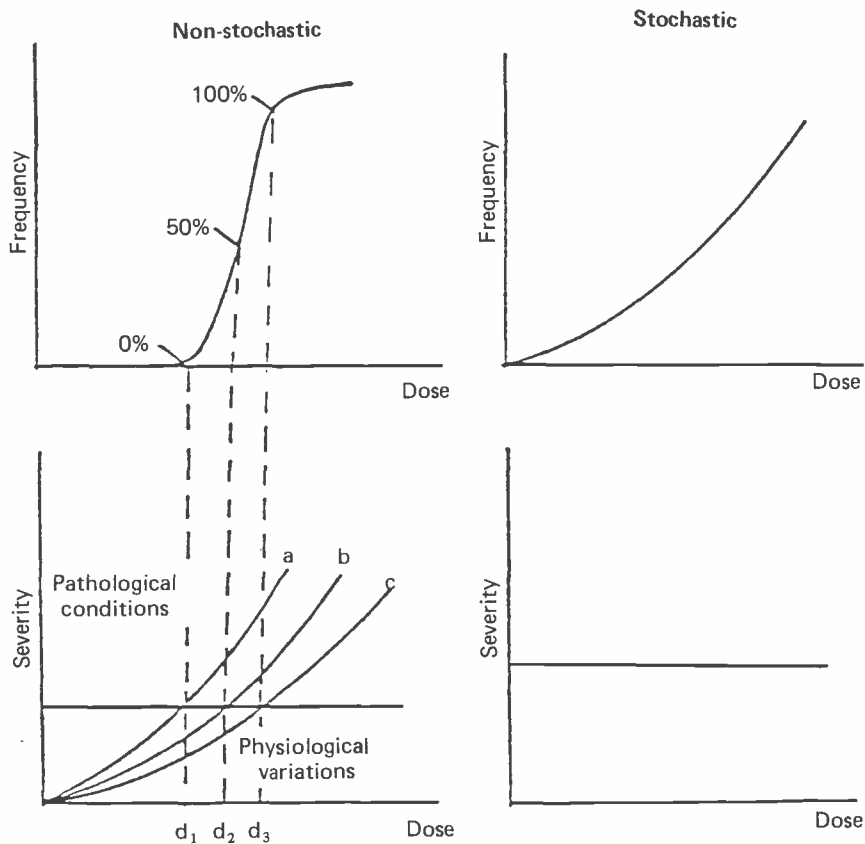 Non-stochastic
Stochastic
100%
50%
0%
Frequency
Dose
Frequency
Dose
Pathological
conditions
a
b
c
Severity
Physiological
variations
d1 d2 d3
Dose
Severity
Dose